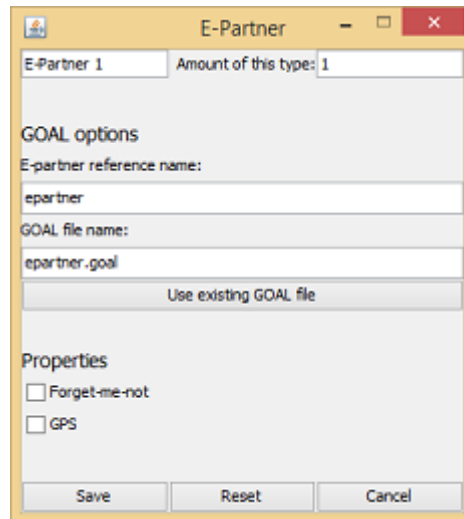 E-Partner
E-Partner 1 Amount of this type: 1
GOAL options
E-partner reference name:
epartner
GOAL file name:
epartner.goal
Use existing GOAL file
Properties
Forget-me-not
GPS
Save Reset Cancel